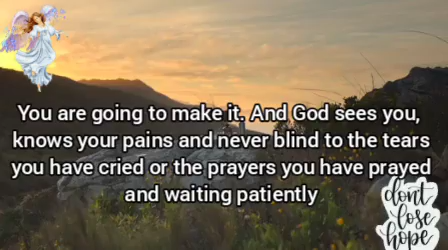 You are going to make it. And God sees you,
knows your pains and never blind to the tears
you have cried or the prayers you have prayed
and waiting patiently
dont
lose
hope